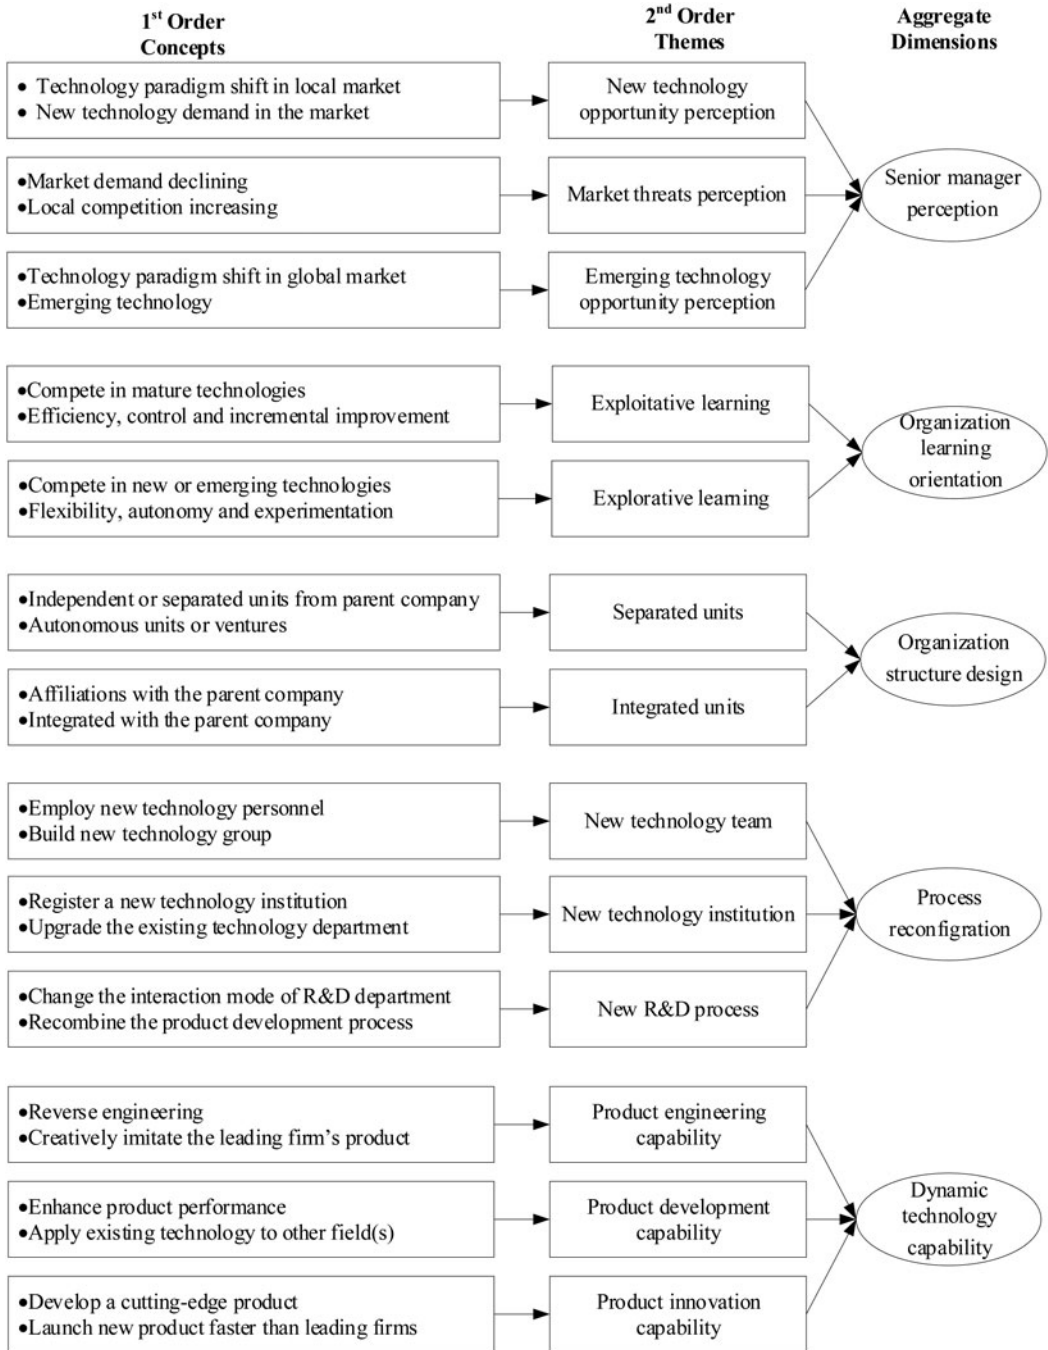 1st Order
Concepts
2nd Order
Themes
Aggregate
Dimensions
• Technology paradigm shift in local market
• New technology demand in the market
New technology
opportunity perception
•Market demand declining
•Local competition increasing
Market threats perception
Senior manager
perception
•Technology paradigm shift in global market
•Emerging technology
Emerging technology
opportunity perception
•Compete in mature technologies
•Efficiency, control and incremental improvement
Exploitative learning
Organization
learning
orientation
•Compete in new or emerging technologies
•Flexibility, autonomy and experimentation
Explorative learning
•Independent or separated units from parent company
•Autonomous units or ventures
Separated units
Organization
structure design
•Affiliations with the parent company
•Integrated with the parent company
Integrated units
•Employ new technology personnel
•Build new technology group
New technology team
•Register a new technology institution
•Upgrade the existing technology department
New technology institution
Process
reconfigration
•Change the interaction mode of R&D department
•Recombine the product development process
New R&D process
•Reverse engineering
•Creatively imitate the leading firm's product
Product engineering
capability
•Enhance product performance
•Apply existing technology to other field(s)
Product development
capability
Dynamic
technology
capability
•Develop a cutting-edge product
•Launch new product faster than leading firms
Product innovation
capability